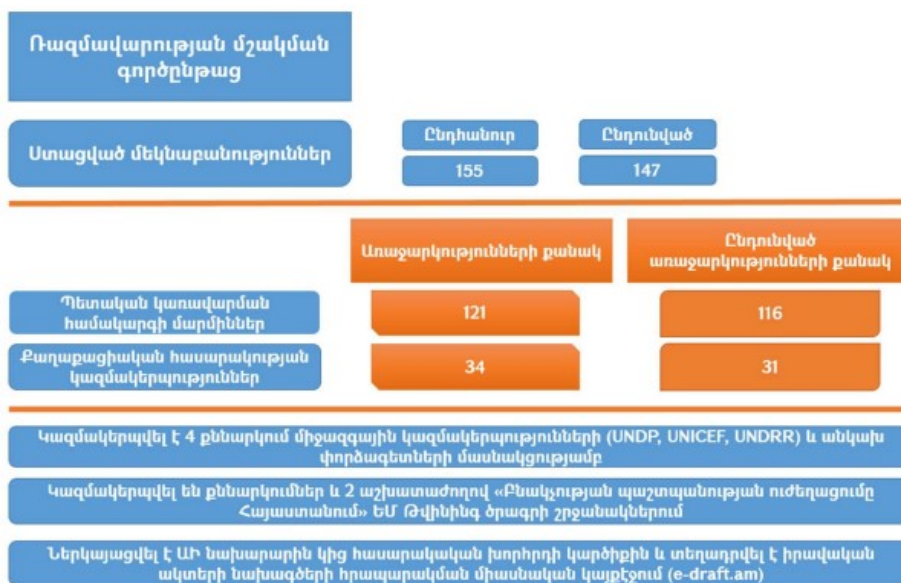 Ռազմավարության մշակման
գործընթաց
Ստացված մեկնաբանություններ
Ընդհանուր
Ընդունված
155
147
Առաջարկությունների քանակ
Ընդունված
առաջարկությունների քանակ
Պետական կառավարման
համակարգի մարմիններ
121
116
Քաղաքացիական հասարակության
կազմակերպություններ
34
31
Կազմակերպվել է 4 քննարկում միջազգային կազմակերպությունների (UNDP, UNICEF, UNDRR) և անկախ
փորձագետների մասնակցությամբ
Կազմակերպվել են քննարկումներ և 2 աշխատաժողով «Բնակչության պաշտպանության ուժեղացումը
Հայաստանում» ԵՄ Թվինինգ ծրագրի շրջանակներում
Ներկայացվել է ԱԻ նախարարին կից հասարակական խորհրդի կարծիքին և տեղադրվել է իրավական
ակտերի նախագծերի հրապարակման միասնական կայքէջում (e-draft.am)